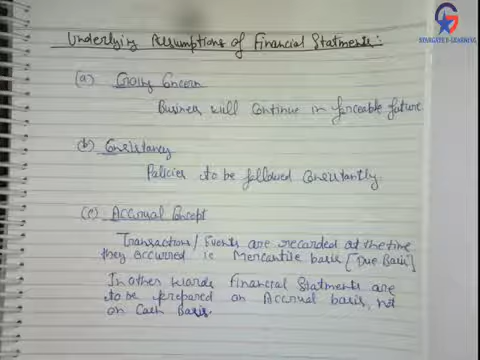 STARGATE E-LEARNING
Underlying Assumptions of Financial Statments:
(a) Going Concern
Business will Continue in forceable future.
(b) Consistancy
Policies to be followed Consistantly.
(c) Accrual Concept
Transactions/Events are recorded at the time
they occurred ie Mercantile basis [Due Basis]
In other words Financial Statments are
to be prepared on Accrual basis, not
on Cash Basis.